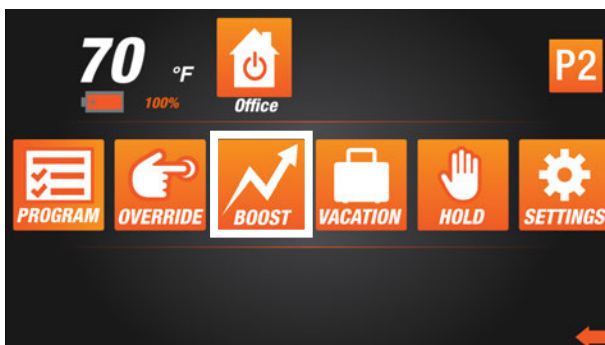 70 °F
100%
Office
P2
PROGRAM OVERRIDE BOOST VACATION HOLD SETTINGS